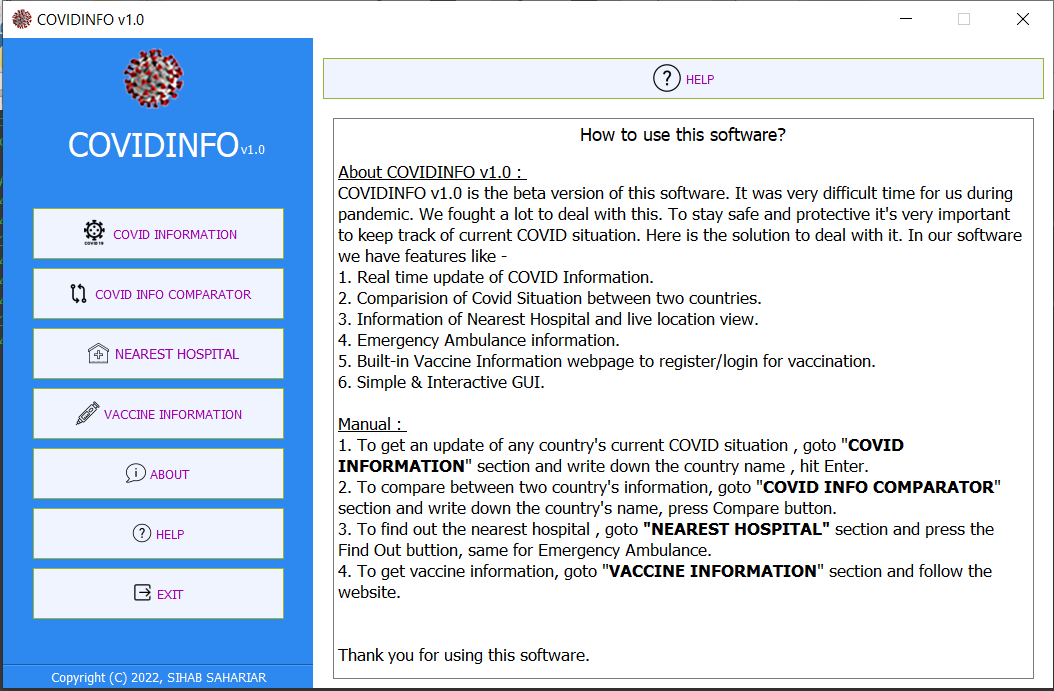 COVIDINFO v1.0
COVIDINFO v1.0
COVID-19
COVID INFORMATION
COVID INFO COMPARATOR
NEAREST HOSPITAL
VACCINE INFORMATION
ABOUT
HELP
EXIT
Copyright (C) 2022, SIHAB SAHARIAR
HELP
How to use this software?
About COVIDINFO v1.0 :
COVIDINFO v1.0 is the beta version of this software. It was very difficult time for us during
pandemic. We fought a lot to deal with this. To stay safe and protective it's very important
to keep track of current COVID situation. Here is the solution to deal with it. In our software
we have features like -
1. Real time update of COVID Information.
2. Comparision of Covid Situation between two countries.
3. Information of Nearest Hospital and live location view.
4. Emergency Ambulance information.
5. Built-in Vaccine Information webpage to register/login for vaccination.
6. Simple & Interactive GUI.
Manual :
1. To get an update of any country's current COVID situation , goto "COVID
INFORMATION" section and write down the country name , hit Enter.
2. To compare between two country's information, goto "COVID INFO COMPARATOR"
section and write down the country's name, press Compare button.
3. To find out the nearest hospital , goto "NEAREST HOSPITAL" section and press the
Find Out buttion, same for Emergency Ambulance.
4. To get vaccine information, goto "VACCINE INFORMATION" section and follow the
website.
Thank you for using this software.